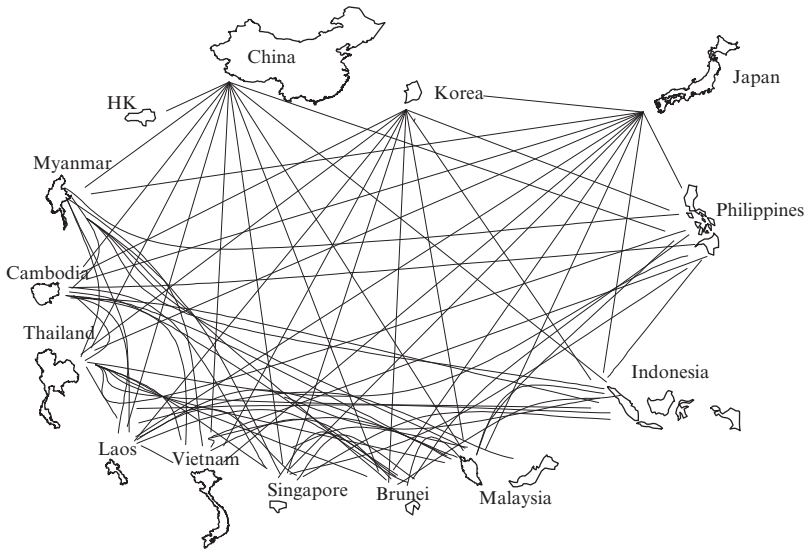 China
Korea
Japan
HK
Myanmar
Philippines
Cambodia
Thailand
Indonesia
Laos
Vietnam
Singapore
Brunei
Malaysia